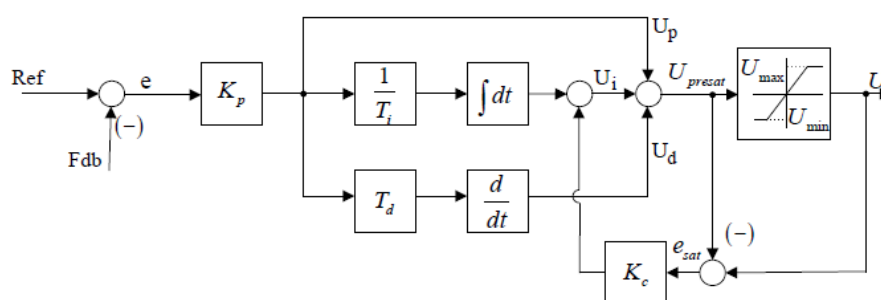 Ref
e
(−)
Fdb
K_p
1/T_i
∫dt
U_p
U_i
U_d
U_presat
U_max
U_min
U
T_d
d/dt
K_c
e_sat
(−)